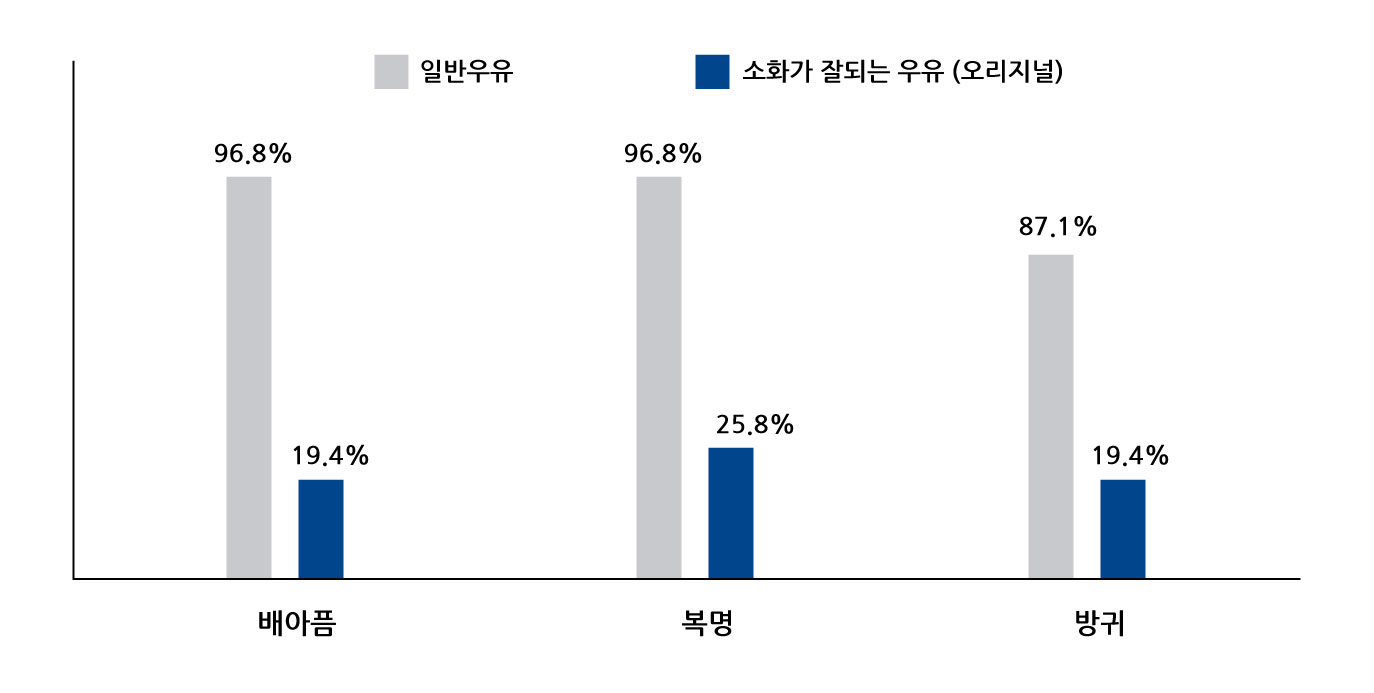 일반우유
소화가 잘되는 우유 (오리지널)
96.8%
19.4%
96.8%
25.8%
87.1%
19.4%
배아픔
복명
방귀